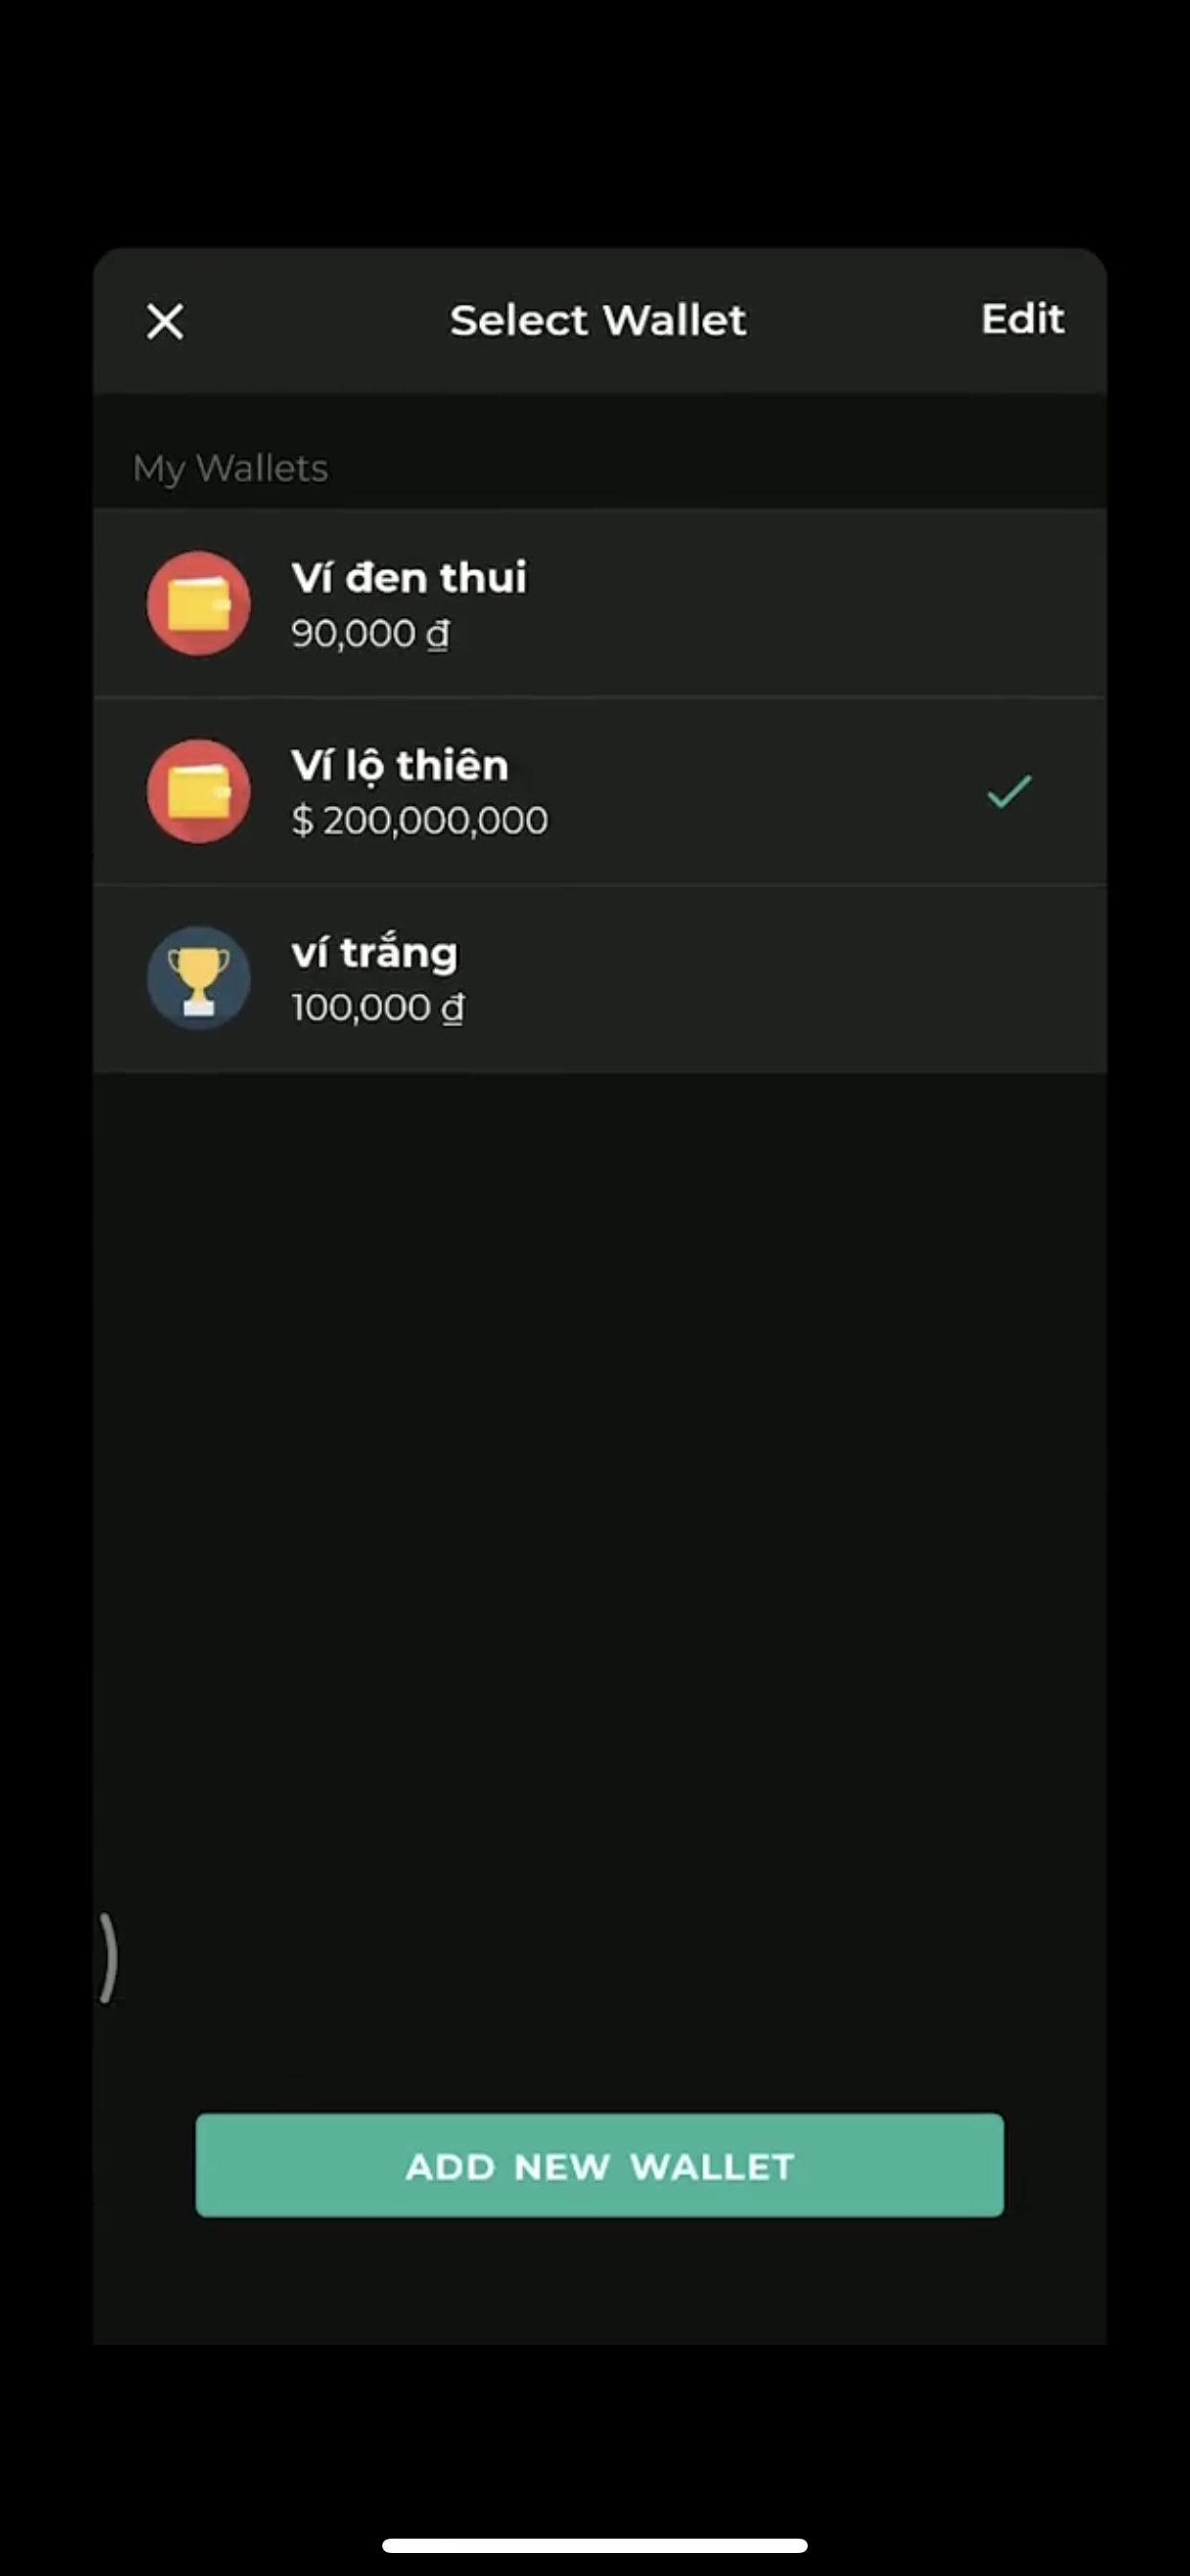 Select Wallet
Edit
My Wallets
Ví đen thui
90,000 ₫
Ví lộ thiên
$ 200,000,000
ví trắng
100,000 ₫
ADD NEW WALLET